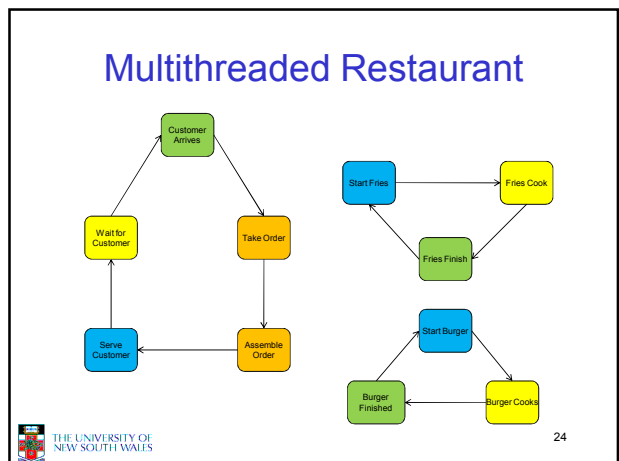 Multithreaded Restaurant
Customer
Arrives
Wait for
Customer
Take Order
Serve
Customer
Assemble
Order
Start Fries
Fries Cook
Fries Finish
Start Burger
Burger
Finished
Burger Cooks
THE UNIVERSITY OF
NEW SOUTH WALES
24